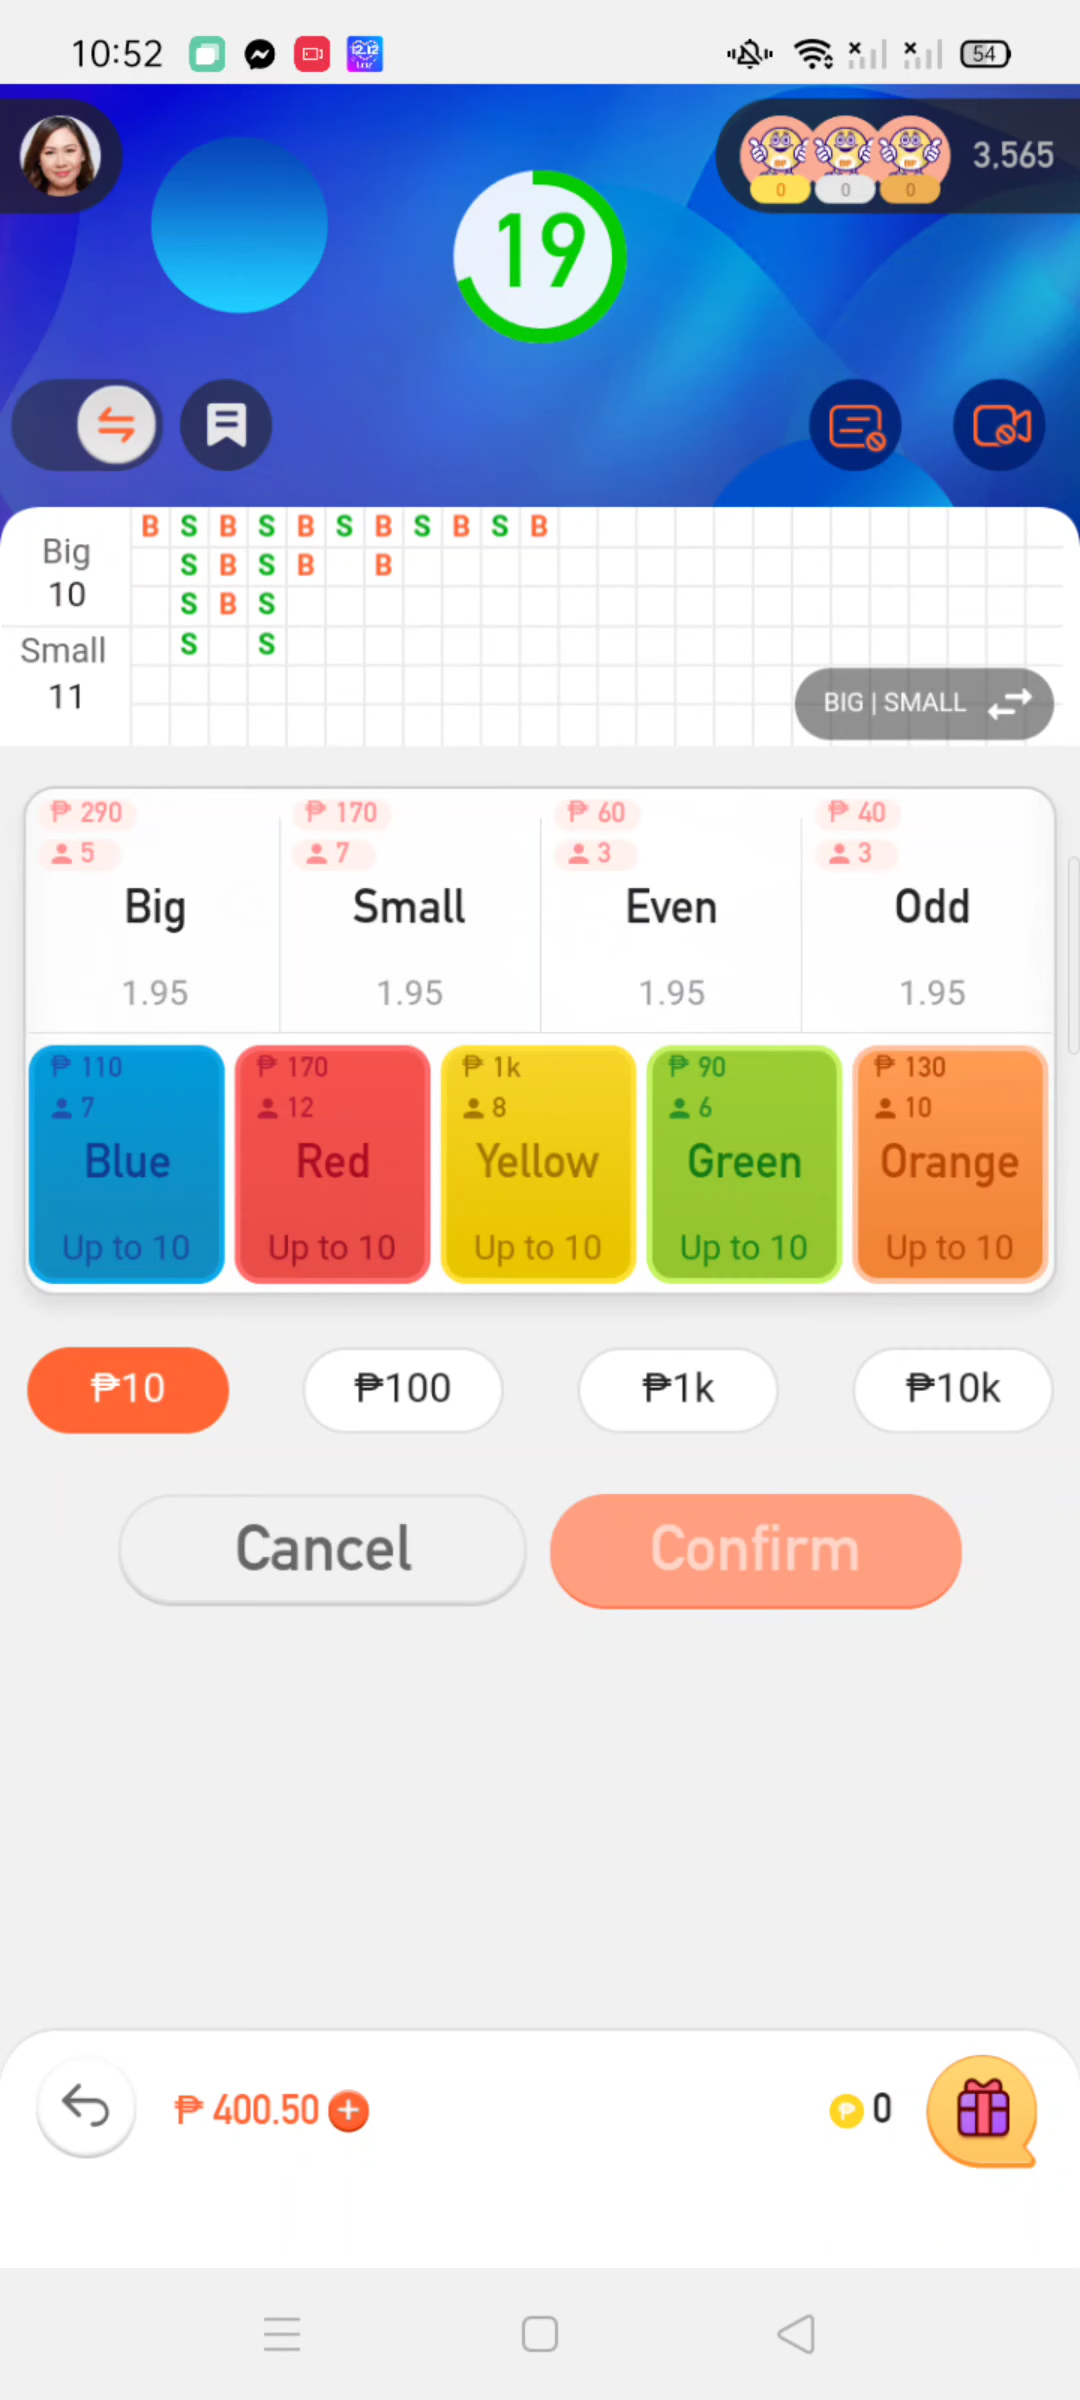 10:52
12.12
54
3,565
0 0 0
19
B S B S B S B S B S B
Big
10
S B S B B
S B S
Small
11
S S
BIG | SMALL
₱ 290 ₱ 170 ₱ 60 ₱ 40
5 7 3 3
Big Small Even Odd
1.95 1.95 1.95 1.95
₱ 110 ₱ 170 ₱ 1k ₱ 90 ₱ 130
7 12 8 6 10
Blue Red Yellow Green Orange
Up to 10 Up to 10 Up to 10 Up to 10 Up to 10
₱10 ₱100 ₱1k ₱10k
Cancel Confirm
₱ 400.50 + 0